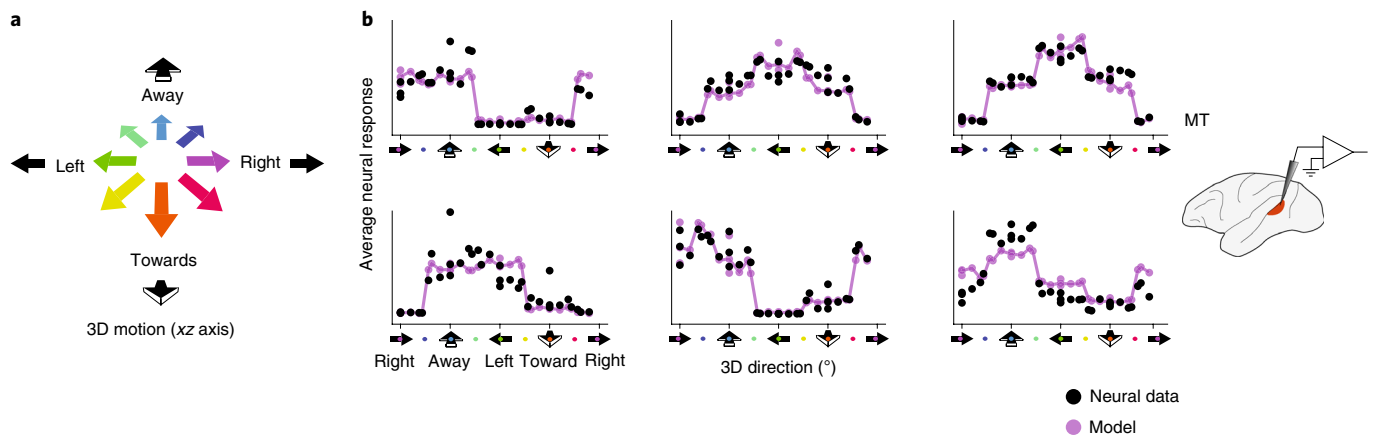 a
Away
Left
Right
Towards
3D motion (xz axis)
b
Average neural response
MT
Right Away Left Toward Right
3D direction (°)
Neural data
Model